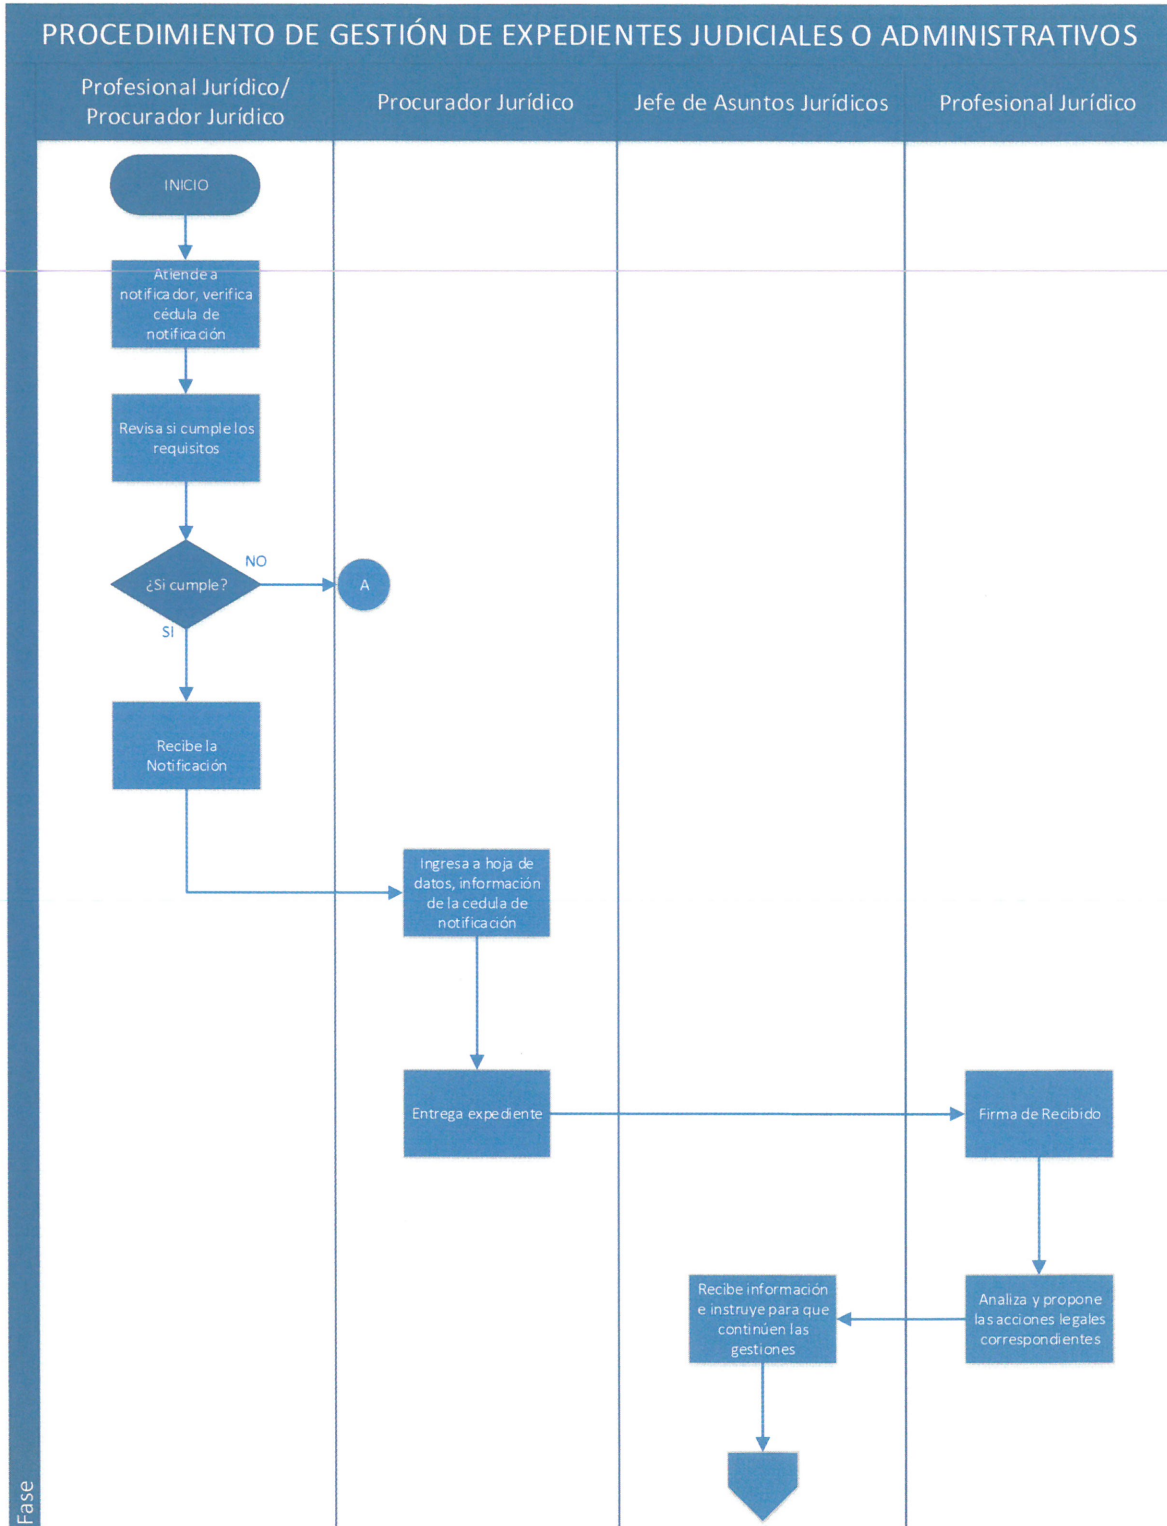 PROCEDIMIENTO DE GESTIÓN DE EXPEDIENTES JUDICIALES O ADMINISTRATIVOS
Profesional Jurídico/
Procurador Jurídico
Procurador Jurídico
Jefe de Asuntos Jurídicos
Profesional Jurídico
INICIO
Atiende a
notificador, verifica
cédula de
notificación
Revisa si cumple los
requisitos
¿Si cumple?
NO
A
SI
Recibe la
Notificación
Ingresa a hoja de
datos, información
de la cedula de
notificación
Entrega expediente
Firma de Recibido
Analiza y propone
las acciones legales
correspondientes
Recibe información
e instruye para que
continúen las
gestiones
Fase